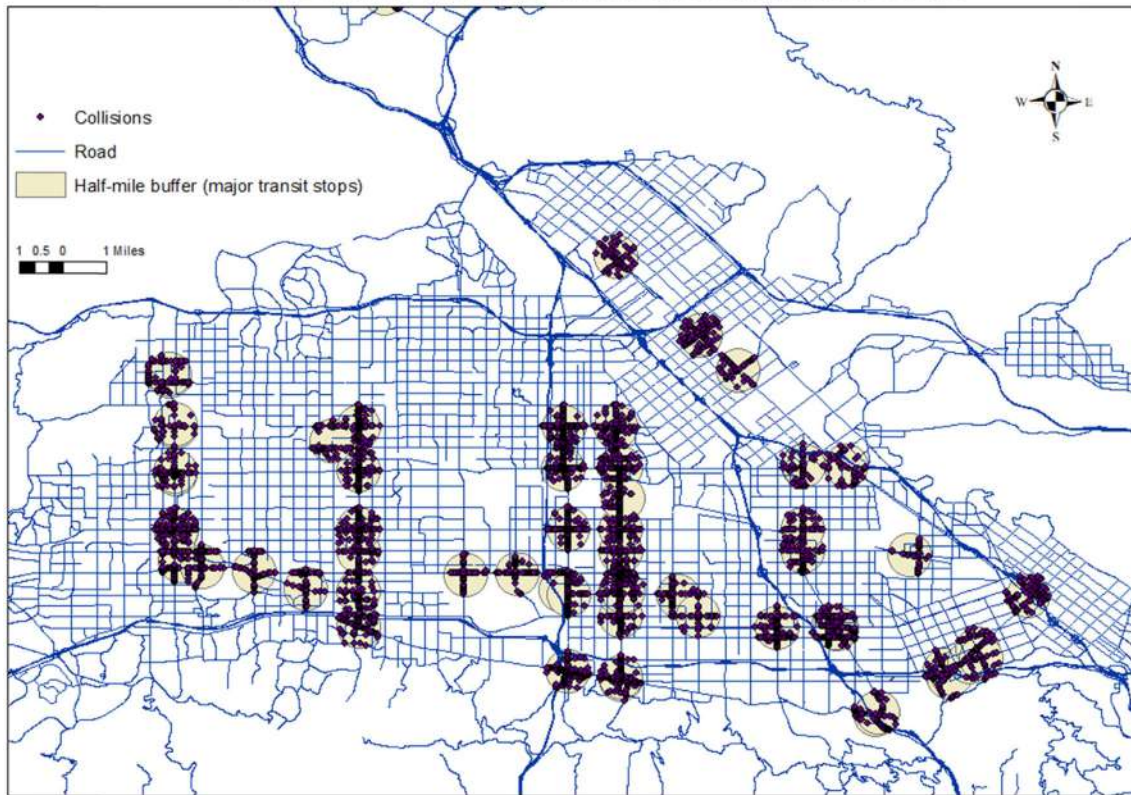 N
W E
S
Collisions
Road
Half-mile buffer (major transit stops)
1 0.5 0 1 Miles